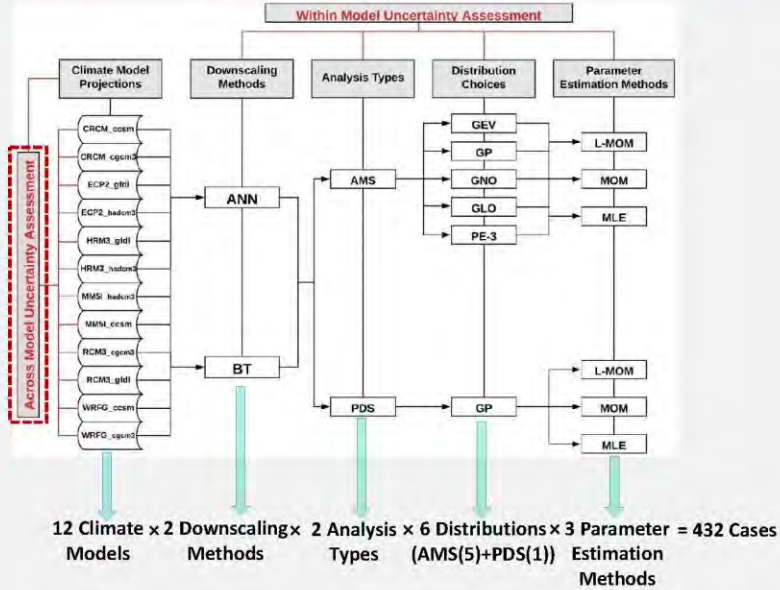 Within Model Uncertainty Assessment
Climate Model
Projections
Downscaling
Methods
Analysis Types
Distribution
Choices
Parameter
Estimation Methods
Across Model Uncertainty Assessment
CRCM_ccsm
CRCM_cgcm3
ECP2_gfdl
ECP2_hadcm3
HRM3_gfdl
HRM3_hadcm3
MM5I_hadcm3
MM5I_ccsm
RCM3_cgcm3
RCM3_gfdl
WRFG_ccsm
WRFG_cgcm3
ANN
BT
AMS
PDS
GEV
GP
GNO
GLO
PE-3
GP
L-MOM
MOM
MLE
L-MOM
MOM
MLE
12 Climate × 2 Downscaling × 2 Analysis × 6 Distributions × 3 Parameter = 432 Cases
Models Methods Types (AMS(5)+PDS(1)) Estimation
Methods